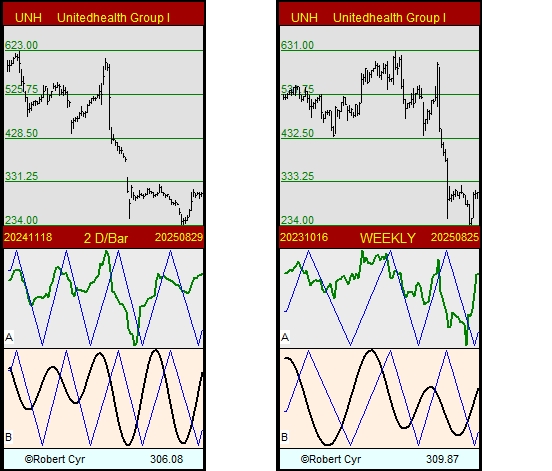 UNH Unitedhealth Group I
623.00
525.75
428.50
331.25
234.00
20241118 2 D/Bar 20250829
A
B
©Robert Cyr 306.08
UNH Unitedhealth Group I
631.00
531.75
432.50
333.25
234.00
20231016 WEEKLY 20250825
A
B
©Robert Cyr 309.87